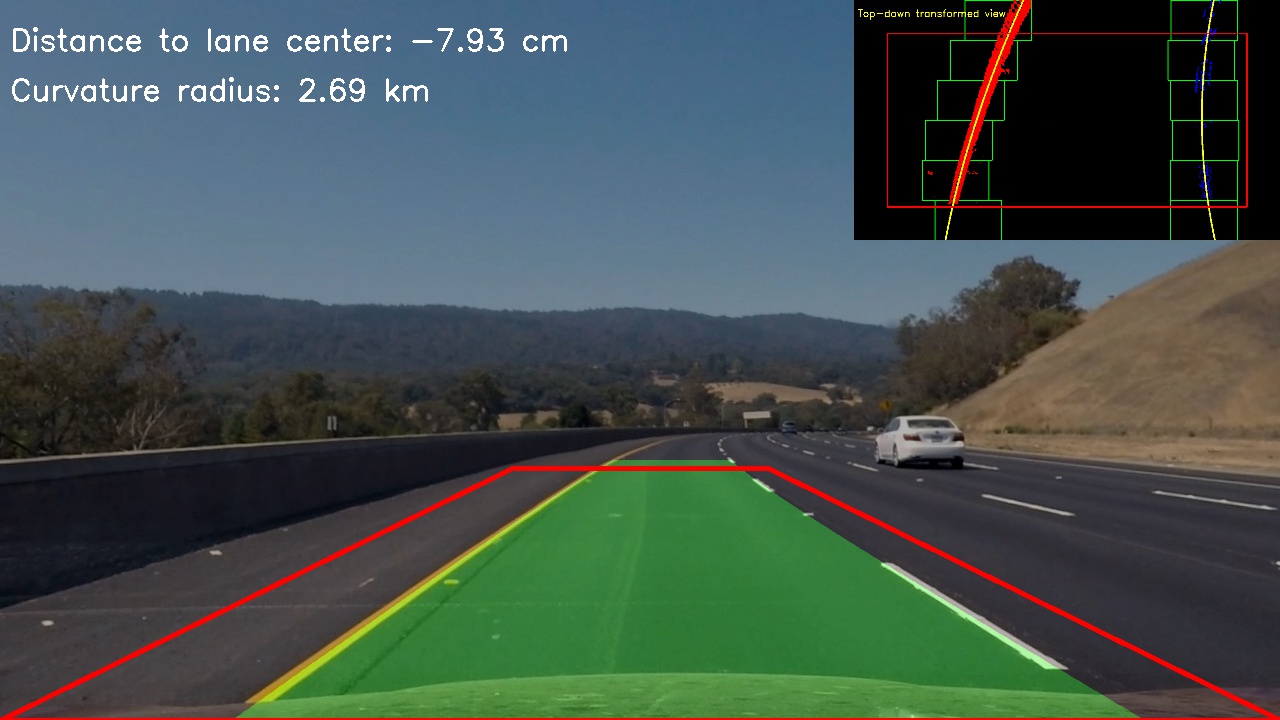 Distance to lane center: −7.93 cm
Curvature radius: 2.69 km
Top-down transformed view